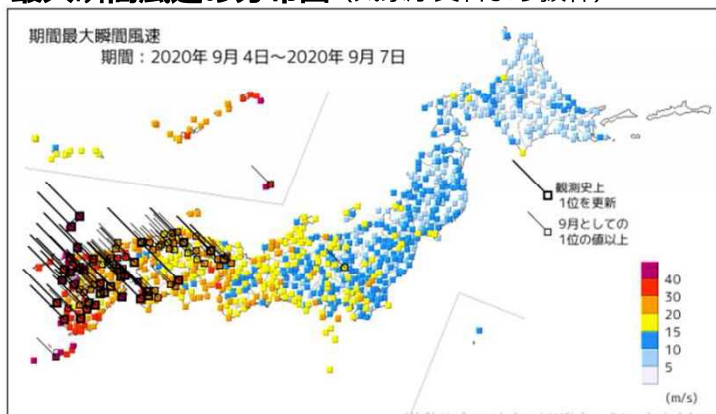 期間最大瞬間風速
期間：2020年9月4日～2020年9月7日
観測史上
1位を更新
9月としての
1位の値以上
40
30
20
15
10
5
(m/s)